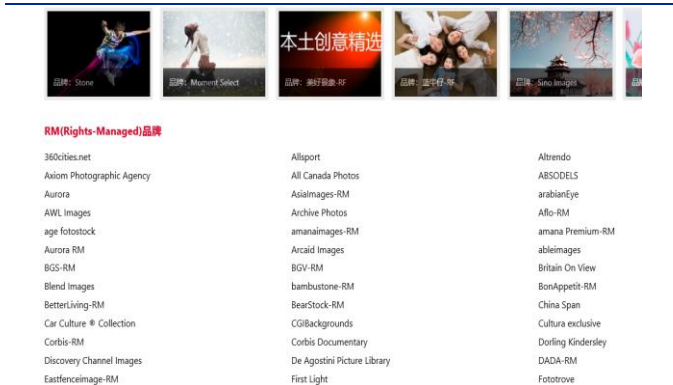 本土创意精选
品牌: Stone
品牌: Moment Select
品牌: 美好景象-RF
品牌: 蓝牛仔-RF
品牌: Sino Images
RM(Rights-Managed)品牌
360cities.net Allsport Altrendo
Axiom Photographic Agency All Canada Photos ABSODELS
Aurora AsiaImages-RM arabianEye
AWL Images Archive Photos Aflo-RM
age fotostock amanaimages-RM amana Premium-RM
Aurora RM Arcaid Images ableimages
BGS-RM BGV-RM Britain On View
Blend Images bambustone-RM BonAppetit-RM
BetterLiving-RM BearStock-RM China Span
Car Culture ® Collection CGIBackgrounds Cultura exclusive
Corbis-RM Corbis Documentary Dorling Kindersley
Discovery Channel Images De Agostini Picture Library DADA-RM
Eastfenceimage-RM First Light Fototrove